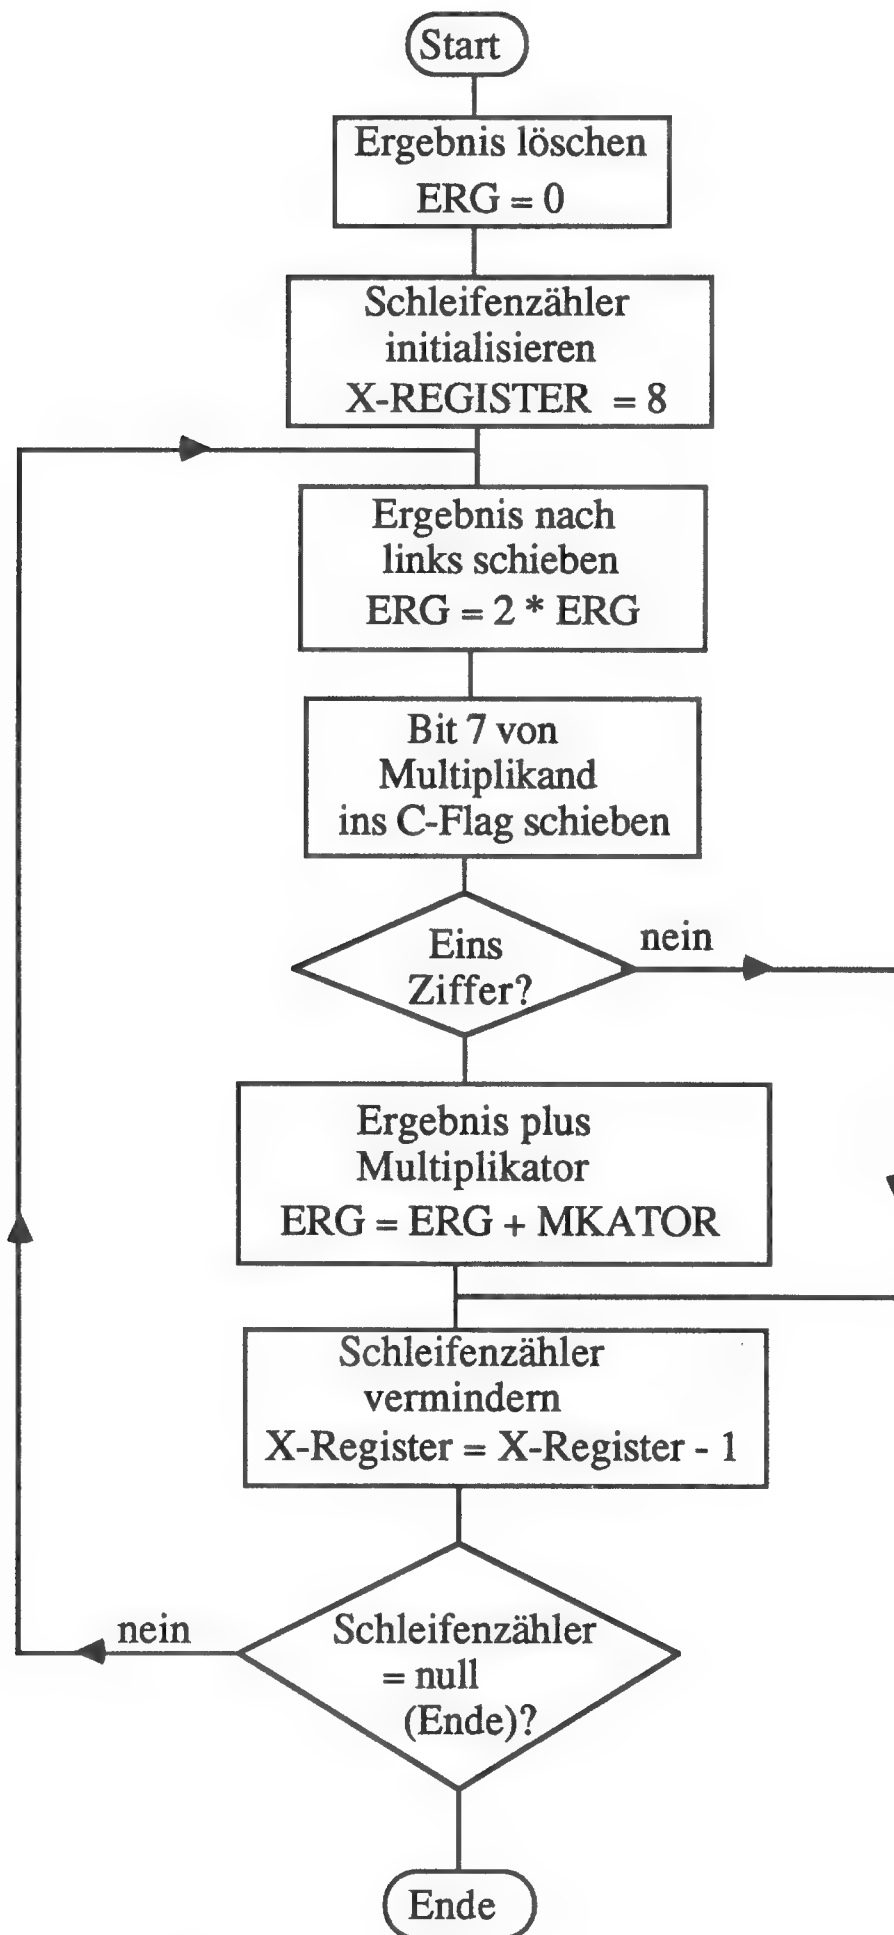 Start
Ergebnis löschen
ERG = 0
Schleifenzähler
initialisieren
X-REGISTER = 8
Ergebnis nach
links schieben
ERG = 2 * ERG
Bit 7 von
Multiplikand
ins C-Flag schieben
Eins
Ziffer?
nein
Ergebnis plus
Multiplikator
ERG = ERG + MKATOR
Schleifenzähler
vermindern
X-Register = X-Register - 1
nein
Schleifenzähler
= null
(Ende)?
Ende